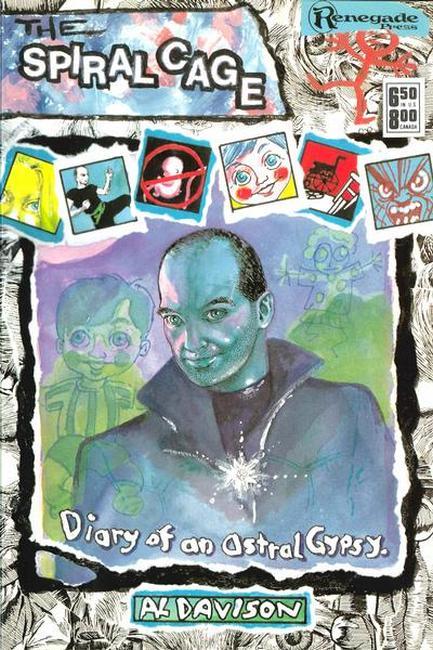 THE
SPIRAL CAGE
Renegade
Press
6 50
IN U.S.
8 00
CANADA
Diary of an Astral Gypsy.
AL DAVISON